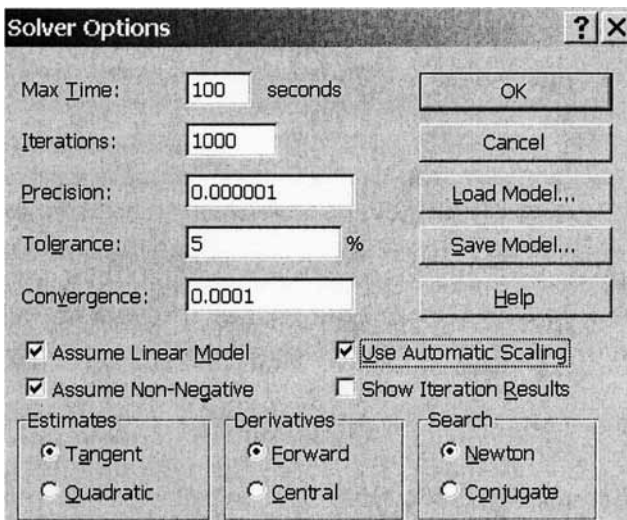 Solver Options
Max Time: 100 seconds
OK
Iterations: 1000
Cancel
Precision: 0.000001
Load Model...
Tolerance: 5 %
Save Model...
Convergence: 0.0001
Help
Assume Linear Model
Use Automatic Scaling
Assume Non-Negative
Show Iteration Results
Estimates
Derivatives
Search
Tangent
Forward
Newton
Quadratic
Central
Conjugate